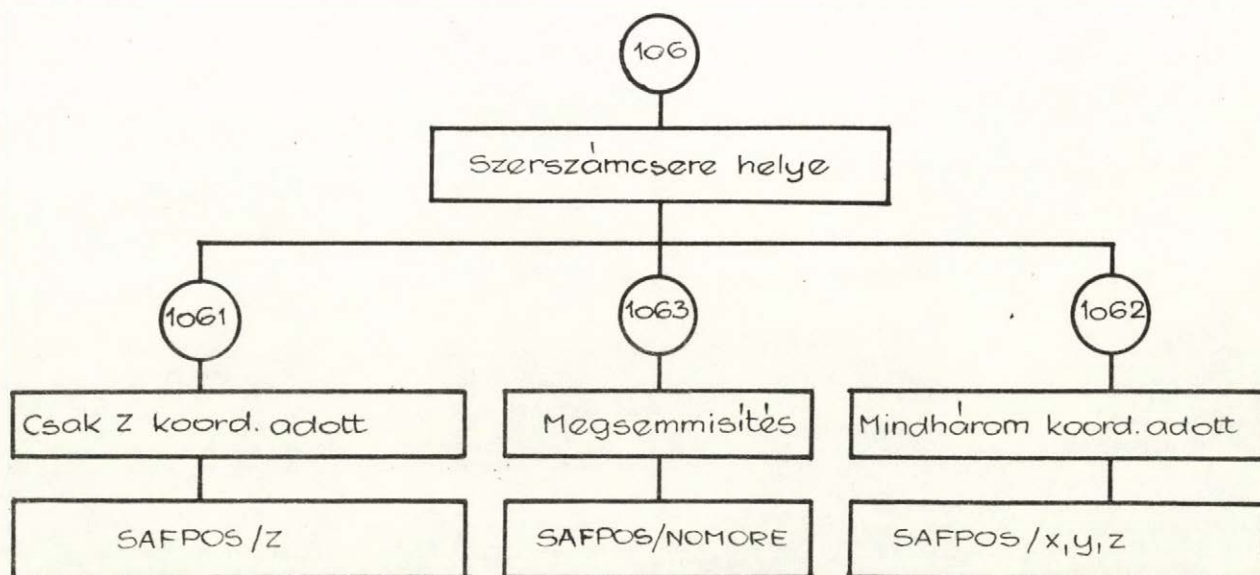 106
Szerszámcsere helye
1061
1063
1062
Csak Z koord. adott
Megsemmisítés
Mindhárom koord. adott
SAFPOS/Z
SAFPOS/NOMORE
SAFPOS/x,y,z